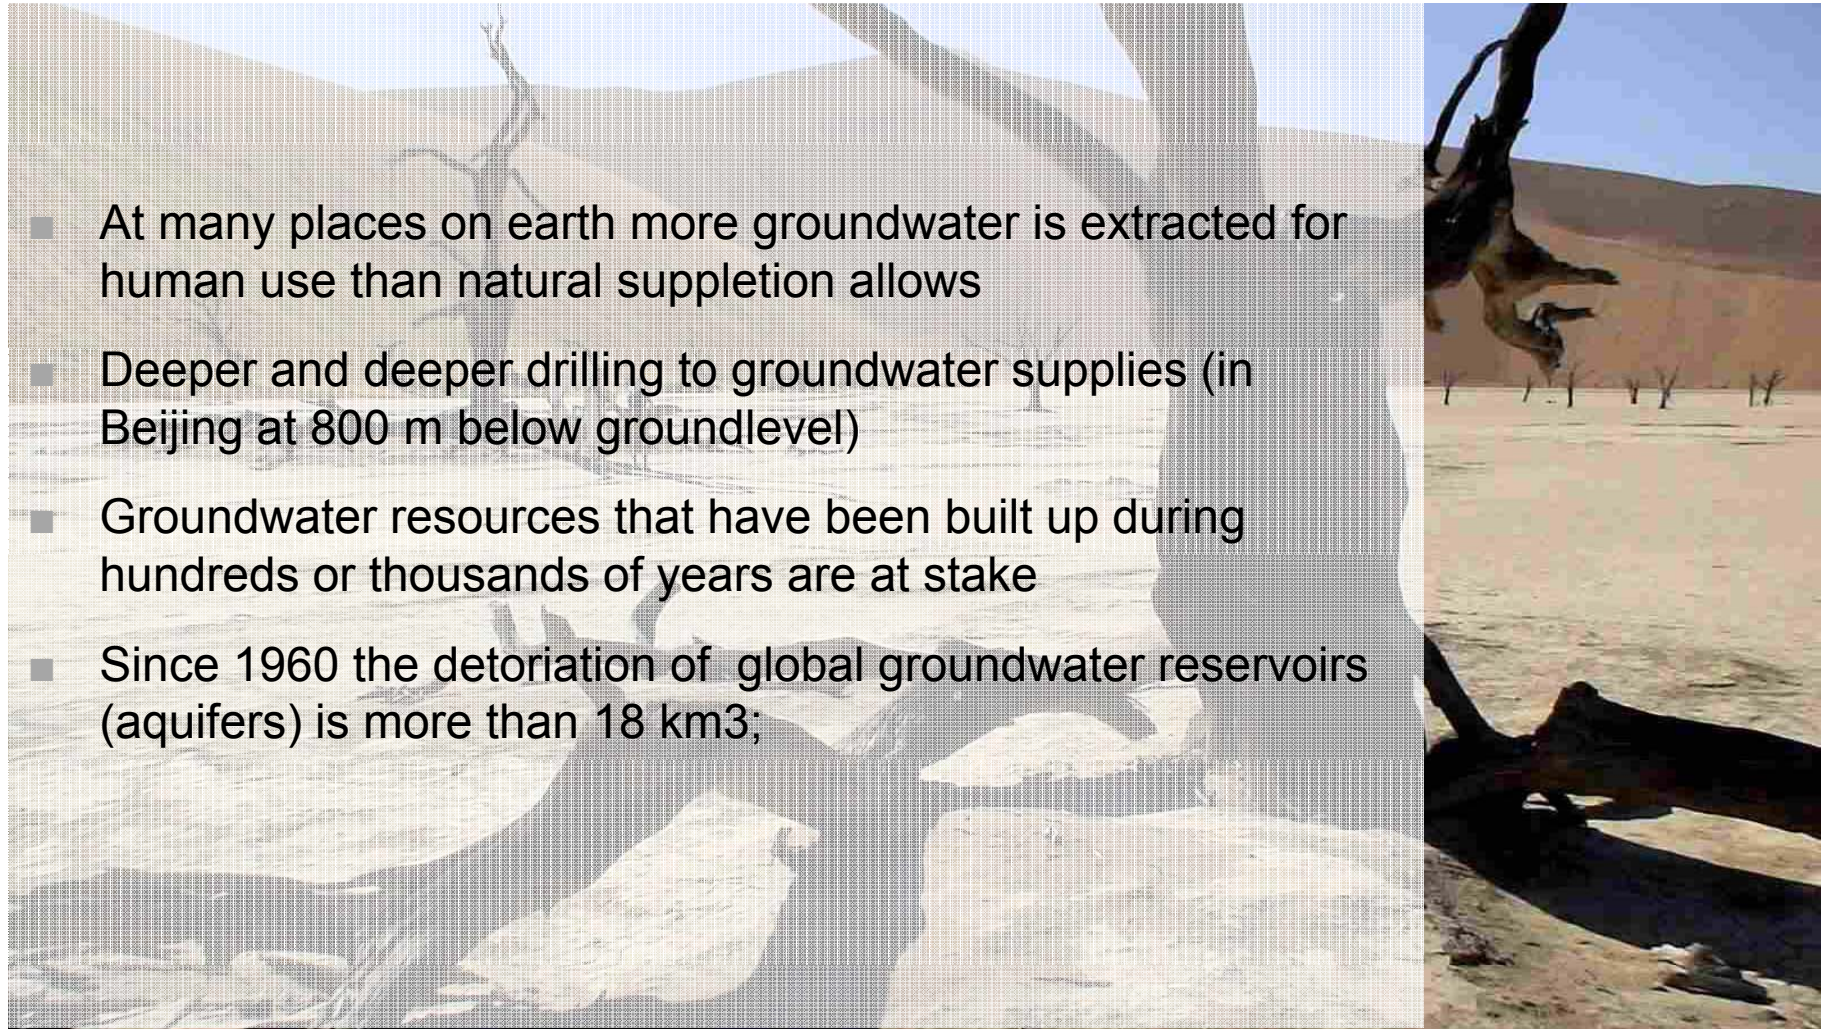 At many places on earth more groundwater is extracted for
human use than natural suppletion allows
Deeper and deeper drilling to groundwater supplies (in
Beijing at 800 m below groundlevel)
Groundwater resources that have been built up during
hundreds or thousands of years are at stake
Since 1960 the detoriation of  global groundwater reservoirs
(aquifers) is more than 18 km3;